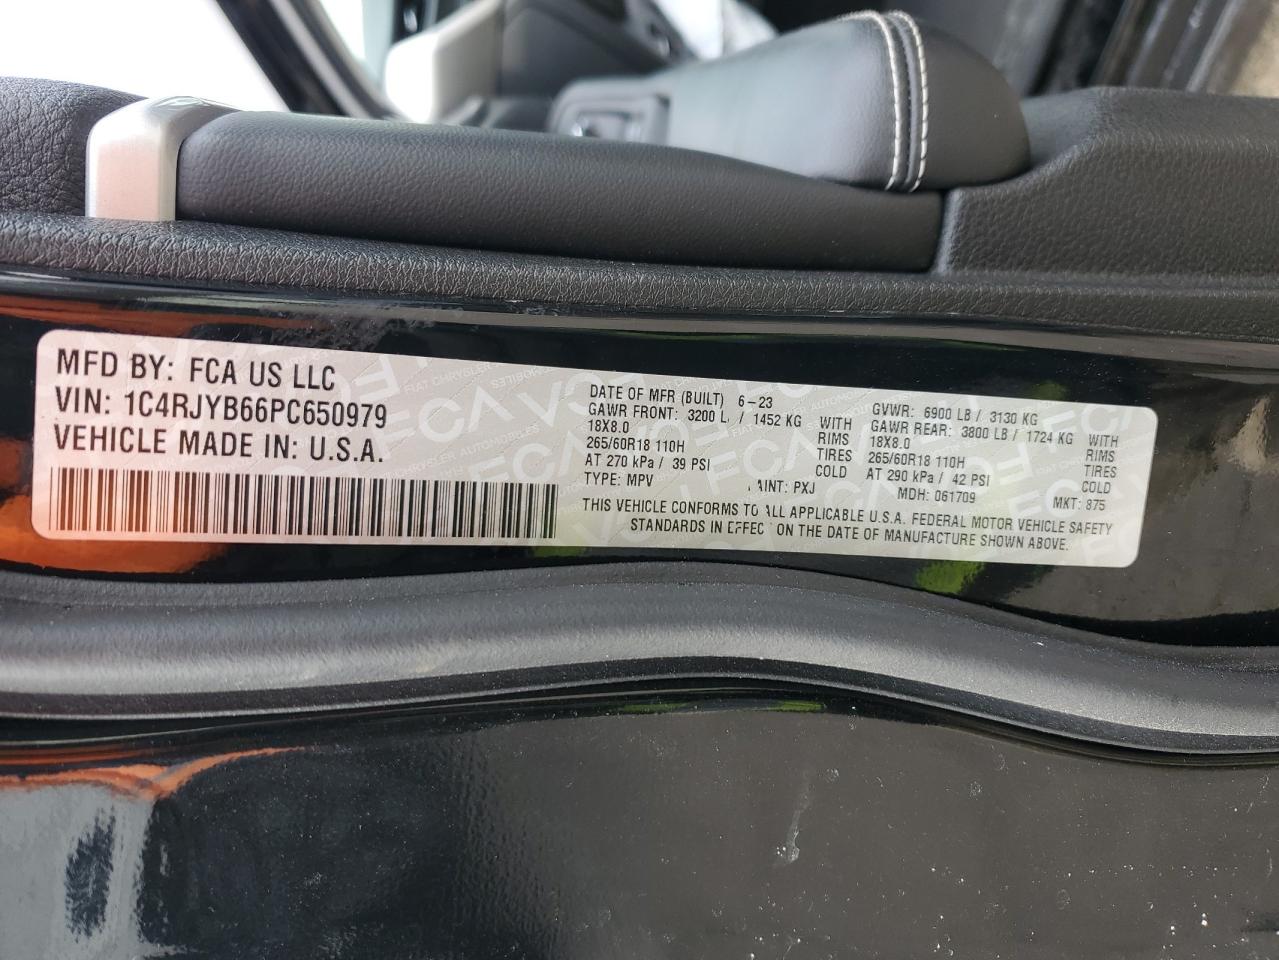 MFD BY: FCA US LLC
VIN: 1C4RJYB66PC650979
VEHICLE MADE IN: U.S.A.
DATE OF MFR (BUILT) 6-23
GAWR FRONT: 3200 L. / 1452 KG WITH
18X8.0 RIMS
265/60R18 110H TIRES
AT 270 kPa / 39 PSI COLD
TYPE: MPV AINT: PXJ
GVWR: 6900 LB / 3130 KG
GAWR REAR: 3800 LB / 1724 KG WITH
18X8.0 RIMS
265/60R18 110H TIRES
AT 290 kPa / 42 PSI COLD
MDH: 061709 MKT: 875
THIS VEHICLE CONFORMS TO ALL APPLICABLE U.S.A. FEDERAL MOTOR VEHICLE SAFETY
STANDARDS IN EFFEC ON THE DATE OF MANUFACTURE SHOWN ABOVE.